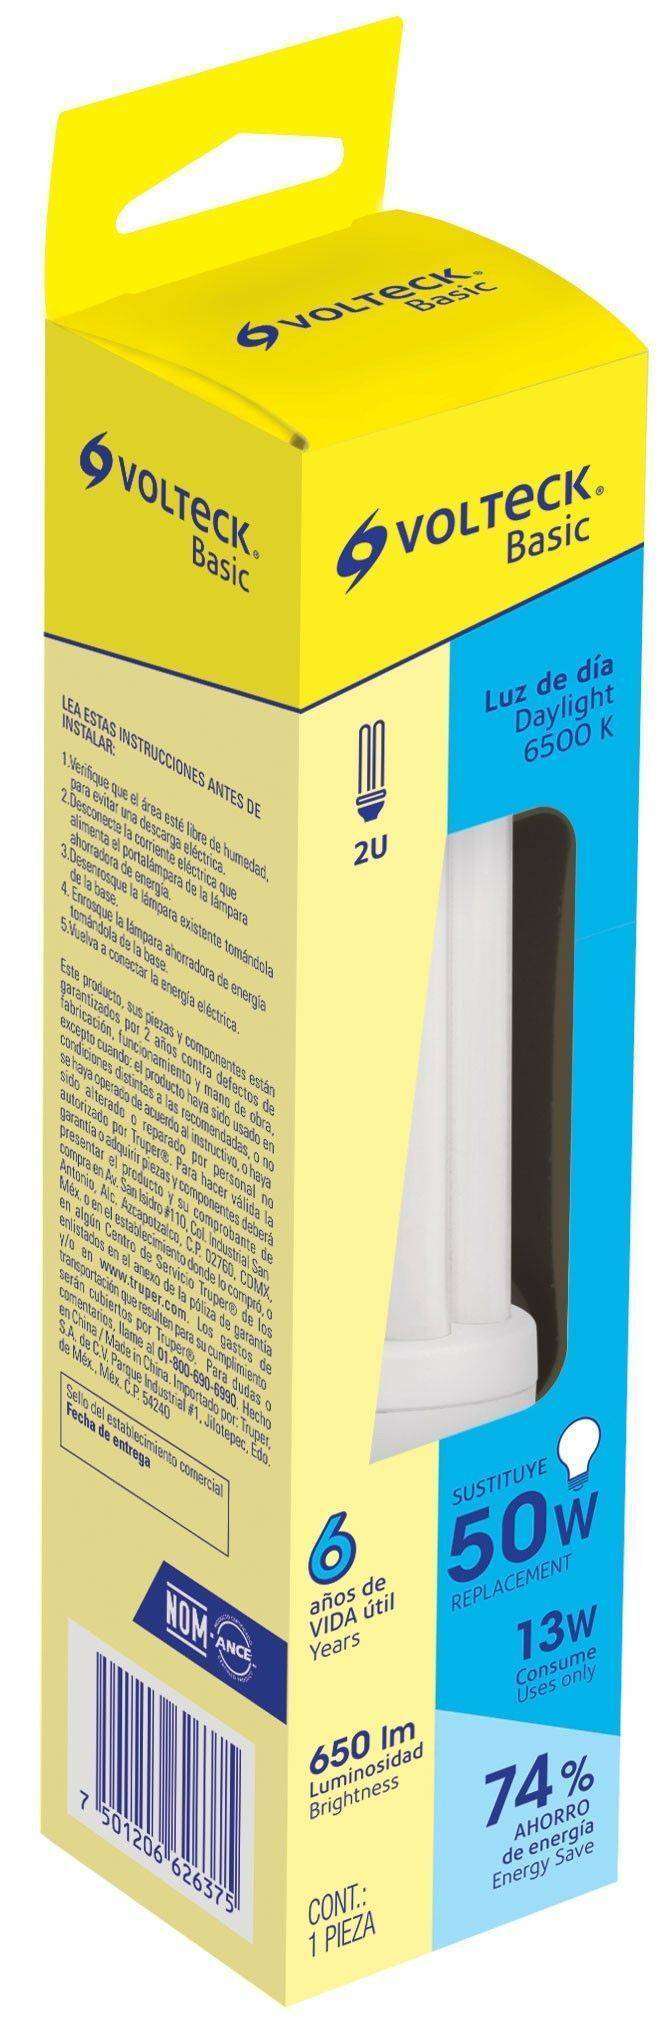 VOLTECK®
Basic
VOLTECK®
Basic
LEA ESTAS INSTRUCCIONES ANTES DE
INSTALAR:
1.Verifique que el área esté libre de humedad,
para evitar una descarga eléctrica.
2.Desconecte la corriente eléctrica que
alimenta el portalámpara de la lámpara
ahorradora de energía.
3.Desenrosque la lámpara existente tomándola
de la base.
4. Enrosque la lámpara ahorradora de energía
tomándola de la base.
5.Vuelva a conectar la energía eléctrica.
Este producto, sus piezas y componentes están
garantizados por 2 años contra defectos de
fabricación, funcionamiento y mano de obra,
excepto cuando: el producto haya sido usado en
condiciones distintas a las recomendadas, o no
se haya operado de acuerdo al instructivo, o haya
sido alterado o reparado por personal no
autorizado por Truper®. Para hacer válida la
garantía o adquirir piezas y componentes deberá
presentar el producto y su comprobante de
compra en Av. San Isidro #110, Col. Industrial San
Antonio, Alc. Azcapotzalco, C.P. 02760, CDMX,
Méx. o en el establecimiento donde lo compró, o
en algún Centro de Servicio Truper® de los
enlistados en el anexo de la póliza de garantía
y/o en www.truper.com. Los gastos de
transportación que resulten para su cumplimiento
serán cubiertos por Truper®. Para dudas o
comentarios, llame al 01-800-690-6990. Hecho
en China / Made in China. Importado por: Truper,
S.A. de C.V. Parque Industrial #1, Jilotepec, Edo.
de Méx., Méx. C.P. 54240
Sello del establecimiento comercial
Fecha de entrega
NOM-ANCE
7 501206 626375
VOLTECK®
Basic
Luz de día
Daylight
6500 K
2U
SUSTITUYE
50W
REPLACEMENT
13W
Consume
Uses only
74%
AHORRO
de energía
Energy Save
6
años de
VIDA útil
Years
650 lm
Luminosidad
Brightness
CONT.:
1 PIEZA